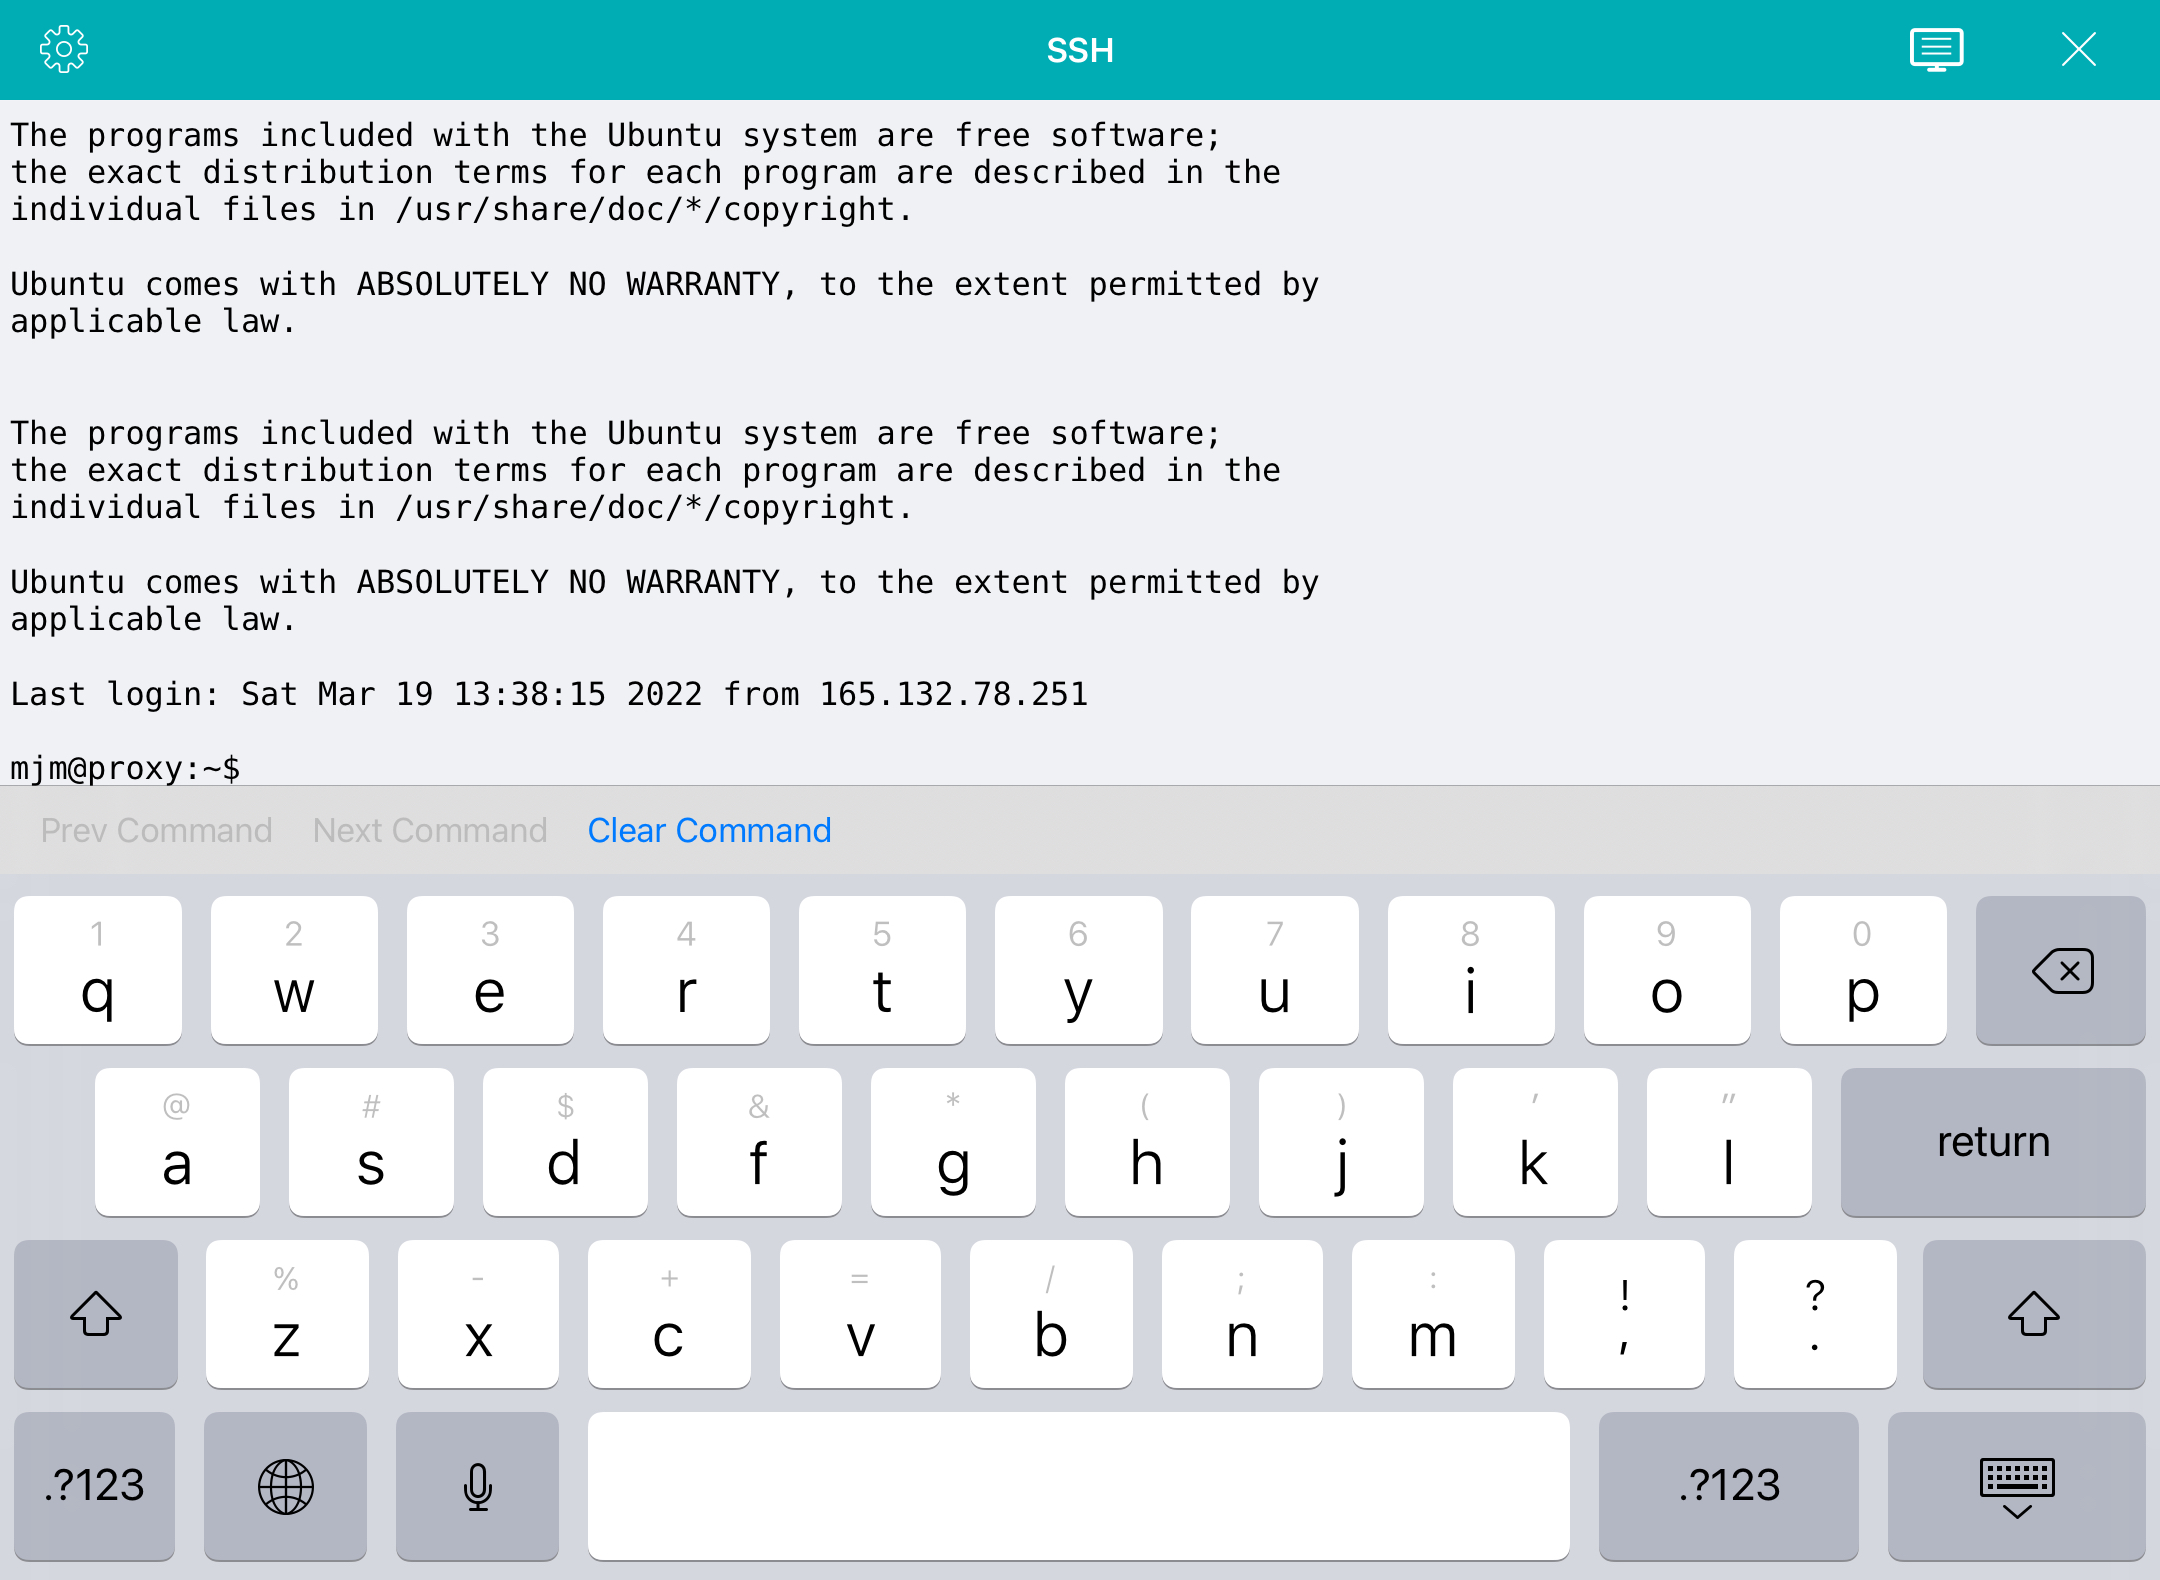 SSH
The programs included with the Ubuntu system are free software;
the exact distribution terms for each program are described in the
individual files in /usr/share/doc/*/copyright.
Ubuntu comes with ABSOLUTELY NO WARRANTY, to the extent permitted by
applicable law.
The programs included with the Ubuntu system are free software;
the exact distribution terms for each program are described in the
individual files in /usr/share/doc/*/copyright.
Ubuntu comes with ABSOLUTELY NO WARRANTY, to the extent permitted by
applicable law.
Last login: Sat Mar 19 13:38:15 2022 from 165.132.78.251
mjm@proxy:~$
Prev Command Next Command Clear Command
1 2 3 4 5 6 7 8 9 0
q w e r t y u i o p
@ # $ & * ( ) ' "
a s d f g h j k l return
% - + = / ; : ! ?
z x c v b n m , .
.?123 .?123